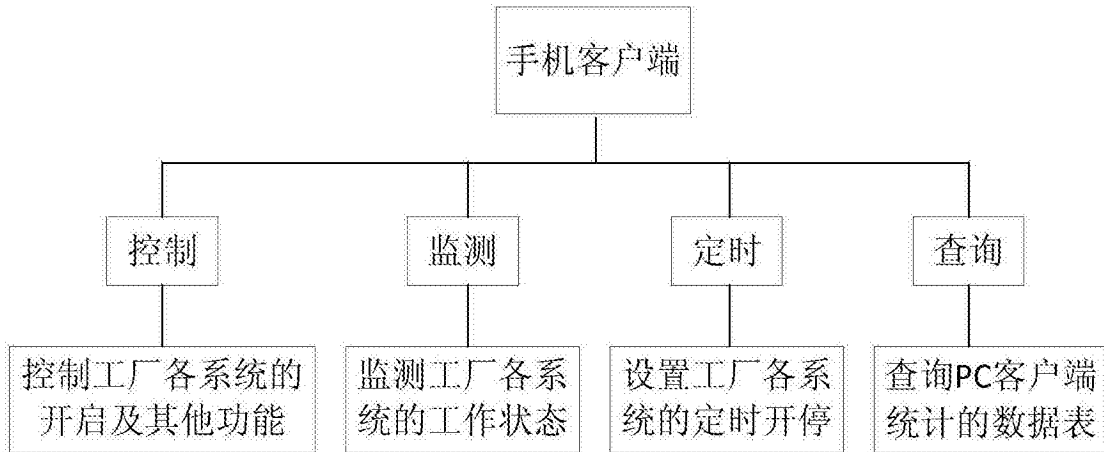 手机客户端
控制
监测
定时
查询
控制工厂各系统的
开启及其他功能
监测工厂各系
统的工作状态
设置工厂各系
统的定时开停
查询PC客户端
统计的数据表